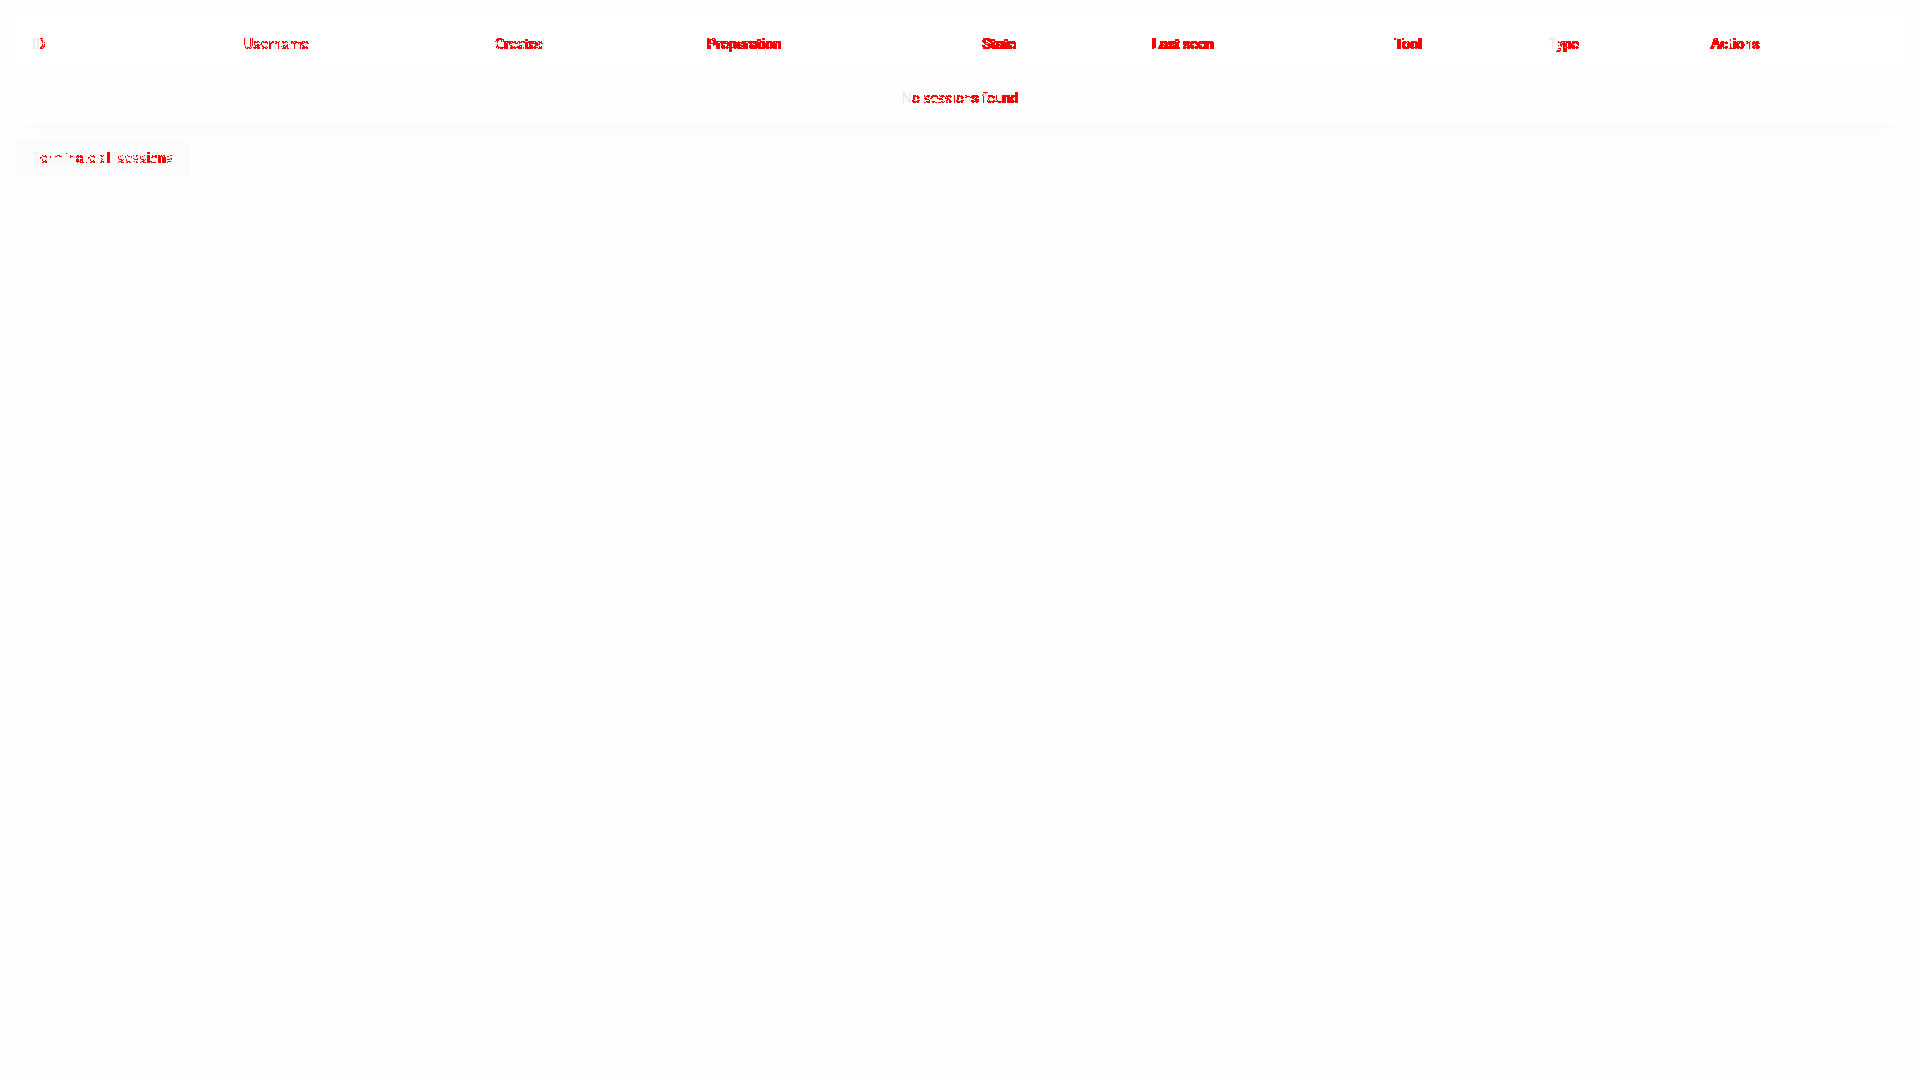 ID Username Created Preparation State Last seen Tool Type Actions
No sessions found
Terminate all sessions